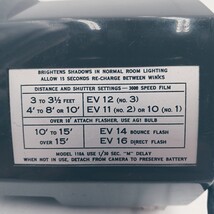 BRIGHTENS SHADOWS IN NORMAL ROOM LIGHTING
ALLOW 15 SECONDS RE-CHARGE BETWEEN WINKS
DISTANCE AND SHUTTER SETTINGS - 3000 SPEED FILM
3 TO 3½ FEET EV 12 (NO. 3)
4' TO 8' OR 10' EV 11 (NO. 2) OR 10 (NO. 1)
OVER 10' ATTACH FLASHER, USE AG1 BULB
10' TO 15' EV 14 BOUNCE FLASH
OVER 15' EV 16 DIRECT FLASH
MODEL 110A USE 1/30 SEC. "M" DELAY
WHEN NOT IN USE, DETACH FROM CAMERA TO PRESERVE BATTERY